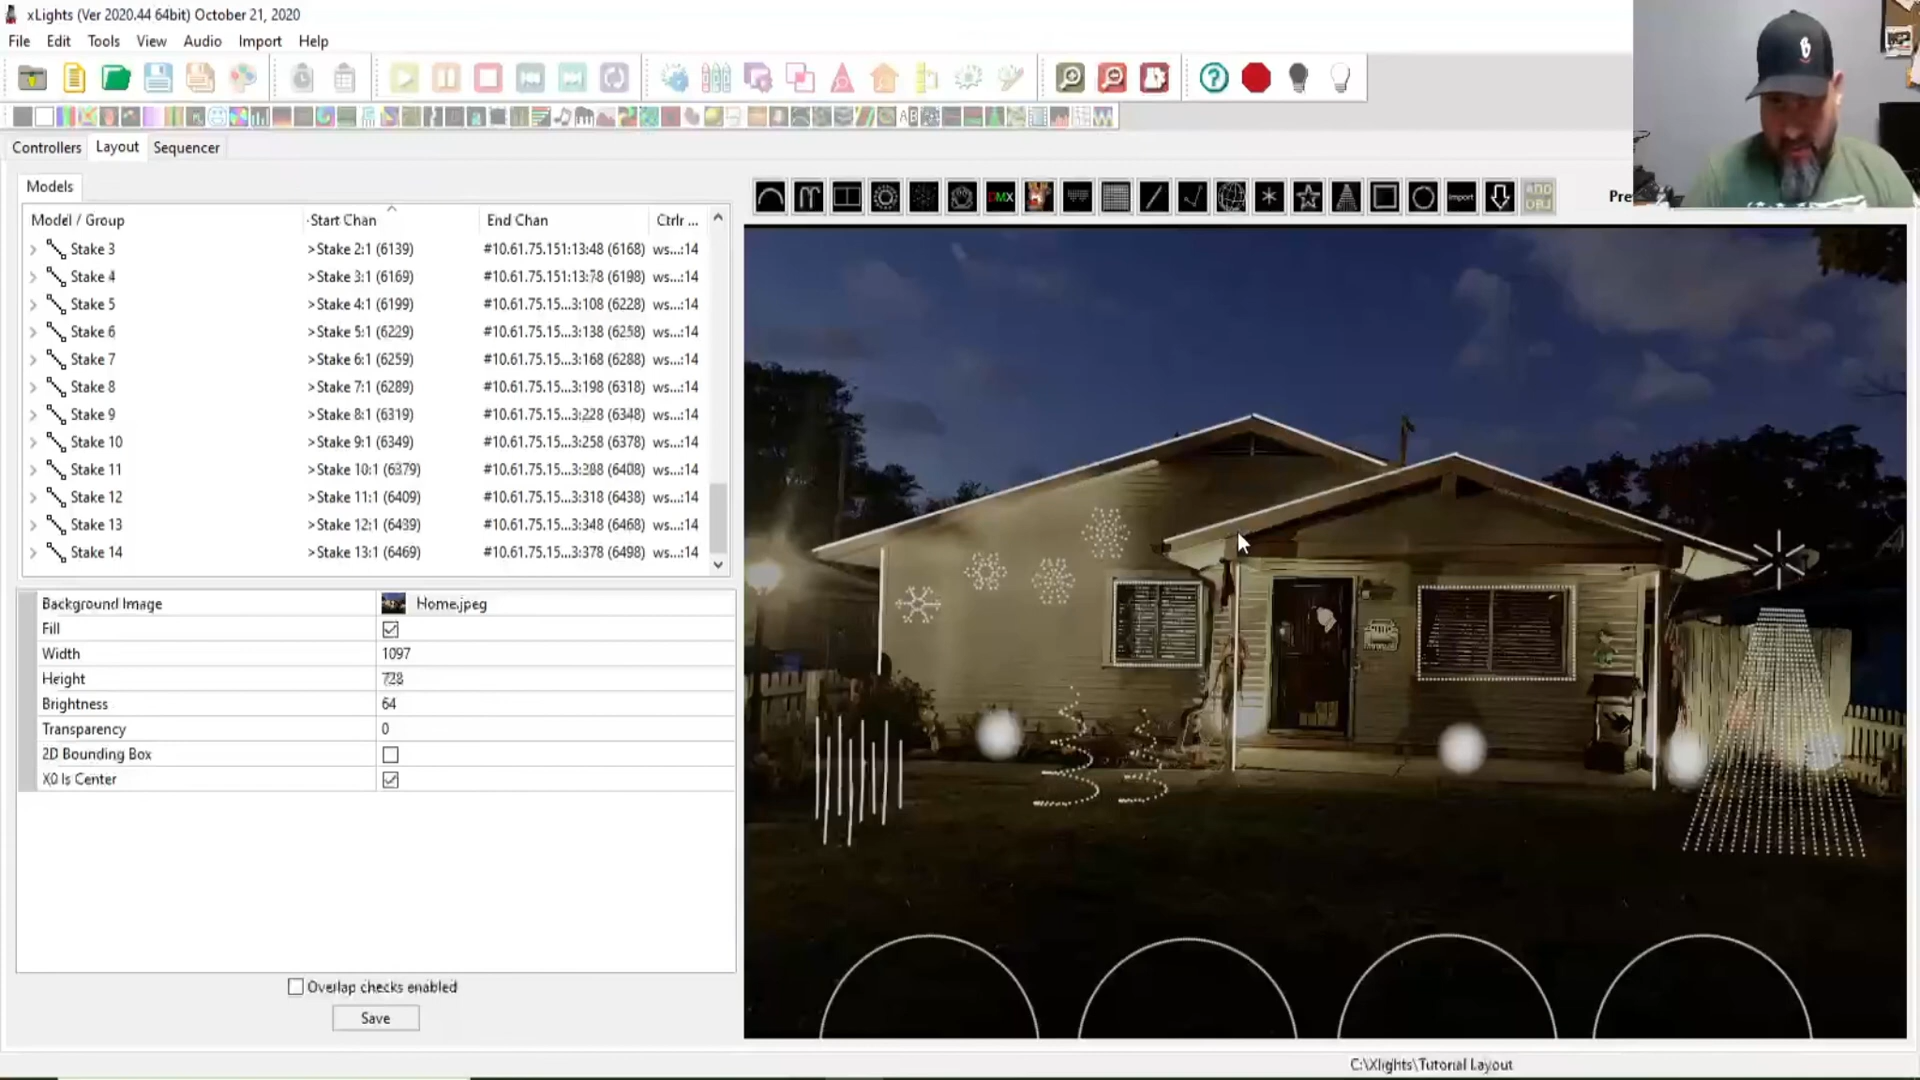 xLights (Ver 2020.44 64bit) October 21, 2020
File Edit Tools View Audio Import Help
Controllers Layout Sequencer
Models
Model / Group Start Chan End Chan Ctrlr ...
Stake 3 >Stake 2:1 (6139) #10.61.75.151:13:48 (6168) ws...:14
Stake 4 >Stake 3:1 (6169) #10.61.75.151:13:78 (6198) ws...:14
Stake 5 >Stake 4:1 (6199) #10.61.75.15...3:108 (6228) ws...:14
Stake 6 >Stake 5:1 (6229) #10.61.75.15...3:138 (6258) ws...:14
Stake 7 >Stake 6:1 (6259) #10.61.75.15...3:168 (6288) ws...:14
Stake 8 >Stake 7:1 (6289) #10.61.75.15...3:198 (6318) ws...:14
Stake 9 >Stake 8:1 (6319) #10.61.75.15...3:228 (6348) ws...:14
Stake 10 >Stake 9:1 (6349) #10.61.75.15...3:258 (6378) ws...:14
Stake 11 >Stake 10:1 (6379) #10.61.75.15...3:288 (6408) ws...:14
Stake 12 >Stake 11:1 (6409) #10.61.75.15...3:318 (6438) ws...:14
Stake 13 >Stake 12:1 (6439) #10.61.75.15...3:348 (6468) ws...:14
Stake 14 >Stake 13:1 (6469) #10.61.75.15...3:378 (6498) ws...:14
Background Image Home.jpeg
Fill
Width 1097
Height 728
Brightness 64
Transparency 0
2D Bounding Box
X0 Is Center
Overlap checks enabled
Save
DMX
Import
ADD
OBJ
Pre
C:\Xlights\Tutorial Layout